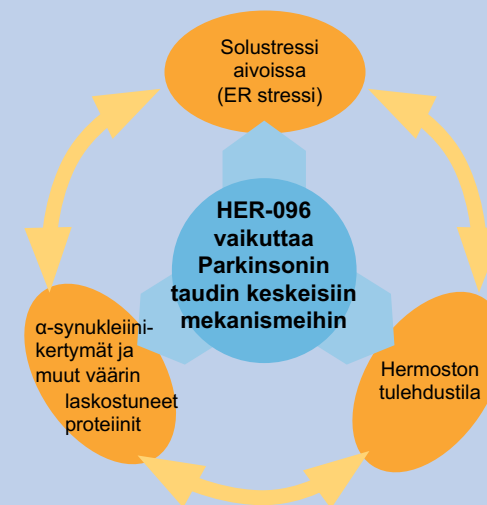 Solustressi
aivoissa
(ER stressi)
HER-096
vaikuttaa
Parkinsonin
taudin keskeisiin
mekanismeihin
α-synukleiini-
kertymät ja
muut väärin
laskostuneet
proteiinit
Hermoston
tulehdustila